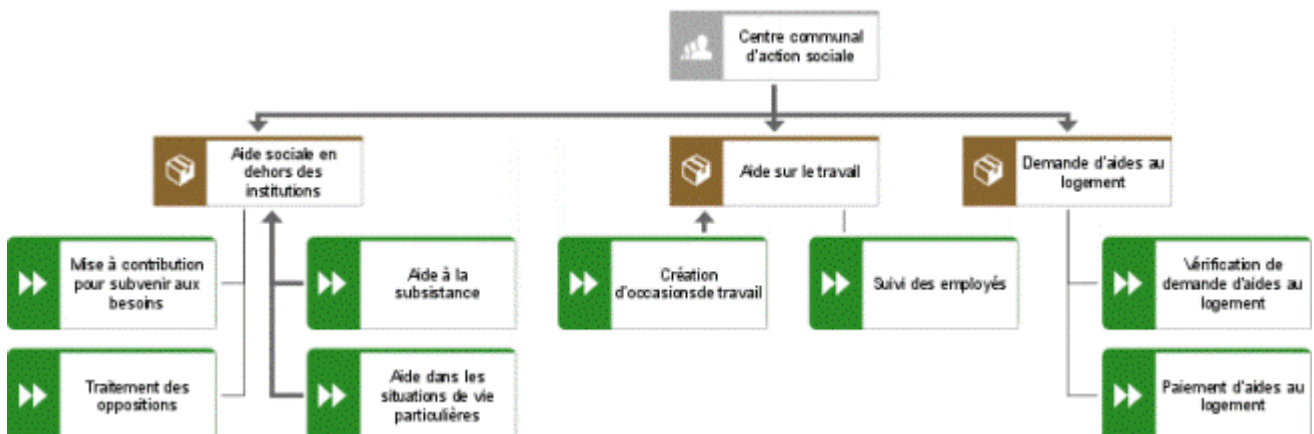 Centre communal
d'action sociale
Aide sociale en
dehors des
institutions
Aide sur le travail
Demande d'aides au
logement
Mise à contribution
pour subvenir aux
besoins
Aide à la
subsistance
Création
d'occasions de travail
Suivi des employés
Vérification de
demande d'aides au
logement
Traitement des
oppositions
Aide dans les
situations de vie
particulières
Paiement d'aides au
logement